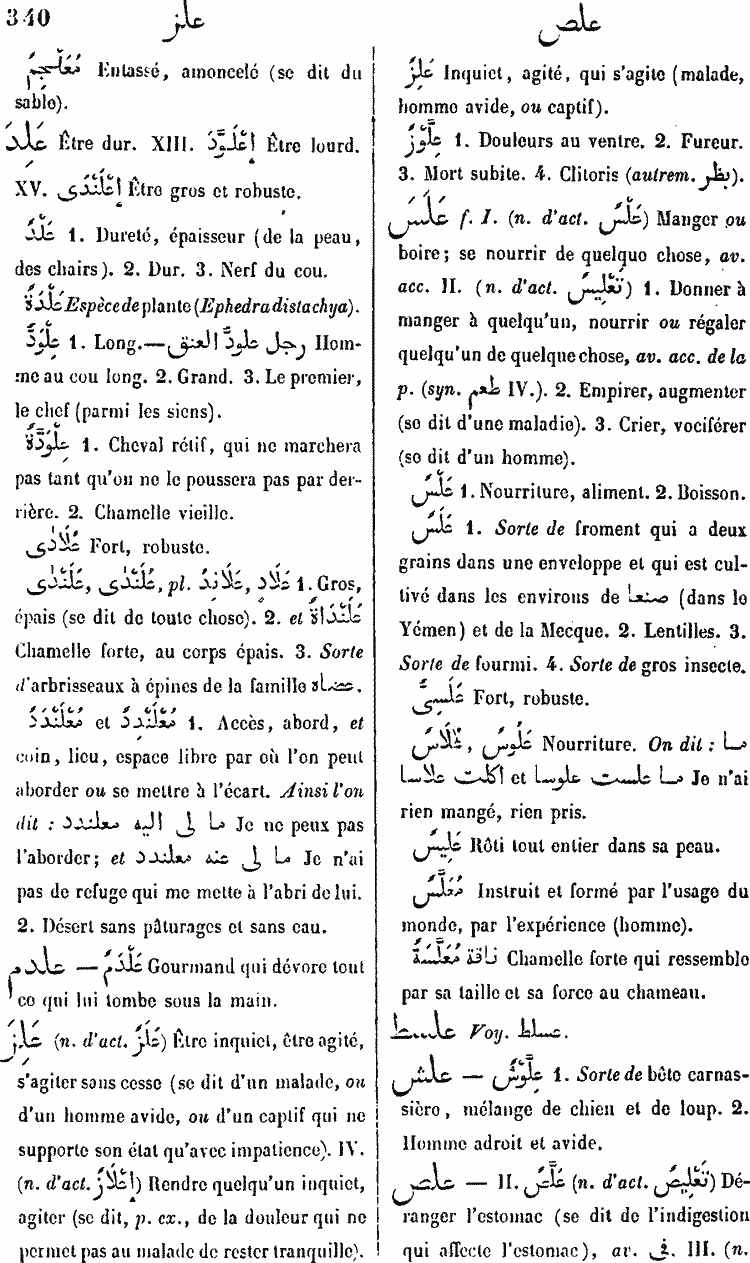 340
علز
علص
مُعَلْجَمٌ Entassé, amoncelé (se dit du
sable).
عَلَدَ Être dur. XIII. إِعْلَوَّدَ Être lourd.
XV. إِعْلَنْدَى Être gros et robuste.
عَلْدٌ 1. Dureté, épaisseur (de la peau,
des chairs). 2. Dur. 3. Nerf du cou.
عَلْدَةٌ Espèce de plante (Ephedra distachya).
عِلْوَدٌّ 1. Long.—رجل علودّ العنق Hom-
me au cou long. 2. Grand. 3. Le premier,
le chef (parmi les siens).
عِلْوَدَّةٌ 1. Cheval rétif, qui ne marchera
pas tant qu'on ne le poussera pas par der-
rière. 2. Chamelle vieille.
عُلَادَى Fort, robuste.
عَلَنْدًى, عُلَنْدًى, pl. عَلَانِدُ, عَلَادٍ 1. Gros,
épais (se dit de toute chose). 2. et عَلَنْدَاةٌ
Chamelle forte, au corps épais. 3. Sorte
d'arbrisseaux à épines de la famille عضاه.
مُعْلَنْدَدٌ et مُعْلَنْدِدٌ 1. Accès, abord, et
coin, lieu, espace libre par où l'on peut
aborder ou se mettre à l'écart. Ainsi l'on
dit : ما لى اليه معلندد Je ne peux pas
l'aborder; et ما لى عنه معلندد Je n'ai
pas de refuge qui me mette à l'abri de lui.
2. Désert sans pâturages et sans eau.
علدم — عَلْدَمٌ Gourmand qui dévore tout
ce qui lui tombe sous la main.
عَلِزَ (n. d'act. عَلَزٌ) Être inquiet, être agité,
s'agiter sans cesse (se dit d'un malade, ou
d'un homme avide, ou d'un captif qui ne
supporte son état qu'avec impatience). IV.
(n. d'act. إِعْلَازٌ) Rendre quelqu'un inquiet,
agiter (se dit, p. ex., de la douleur qui ne
permet pas au malade de rester tranquille).
عَلِزٌ Inquiet, agité, qui s'agite (malade,
homme avide, ou captif).
عِلَّوْزٌ 1. Douleurs au ventre. 2. Fureur.
3. Mort subite. 4. Clitoris (autrem. بظر).
عَلَسَ f. I. (n. d'act. عَلْسٌ) Manger ou
boire; se nourrir de quelque chose, av.
acc. II. (n. d'act. تَعْلِيسٌ) 1. Donner à
manger à quelqu'un, nourrir ou régaler
quelqu'un de quelque chose, av. acc. de la
p. (syn. طعم IV.). 2. Empirer, augmenter
(se dit d'une maladie). 3. Crier, vociférer
(se dit d'un homme).
عَلْسٌ 1. Nourriture, aliment. 2. Boisson.
عَلَسٌ 1. Sorte de froment qui a deux
grains dans une enveloppe et qui est cul-
tivé dans les environs de صنعا (dans le
Yémen) et de la Mecque. 2. Lentilles. 3.
Sorte de fourmi. 4. Sorte de gros insecte.
عَلَسِىٌّ Fort, robuste.
عَلُوسٌ, عُلَاسٌ Nourriture. On dit : ما
اكلت علاسا et ما علست علوسا Je n'ai
rien mangé, rien pris.
عَلِيسٌ Rôti tout entier dans sa peau.
مُعَلَّسٌ Instruit et formé par l'usage du
monde, par l'expérience (homme).
ناقة مُعَلَّسَةٌ Chamelle forte qui ressemble
par sa taille et sa force au chameau.
علسط Voy. عسلط.
علش — عِلَّوْشٌ 1. Sorte de bête carnas-
sière, mélange de chien et de loup. 2.
Homme adroit et avide.
علص — II. عَلَّصَ (n. d'act. تَعْلِيصٌ) Dé-
ranger l'estomac (se dit de l'indigestion
qui affecte l'estomac), av. فى. III. (n.